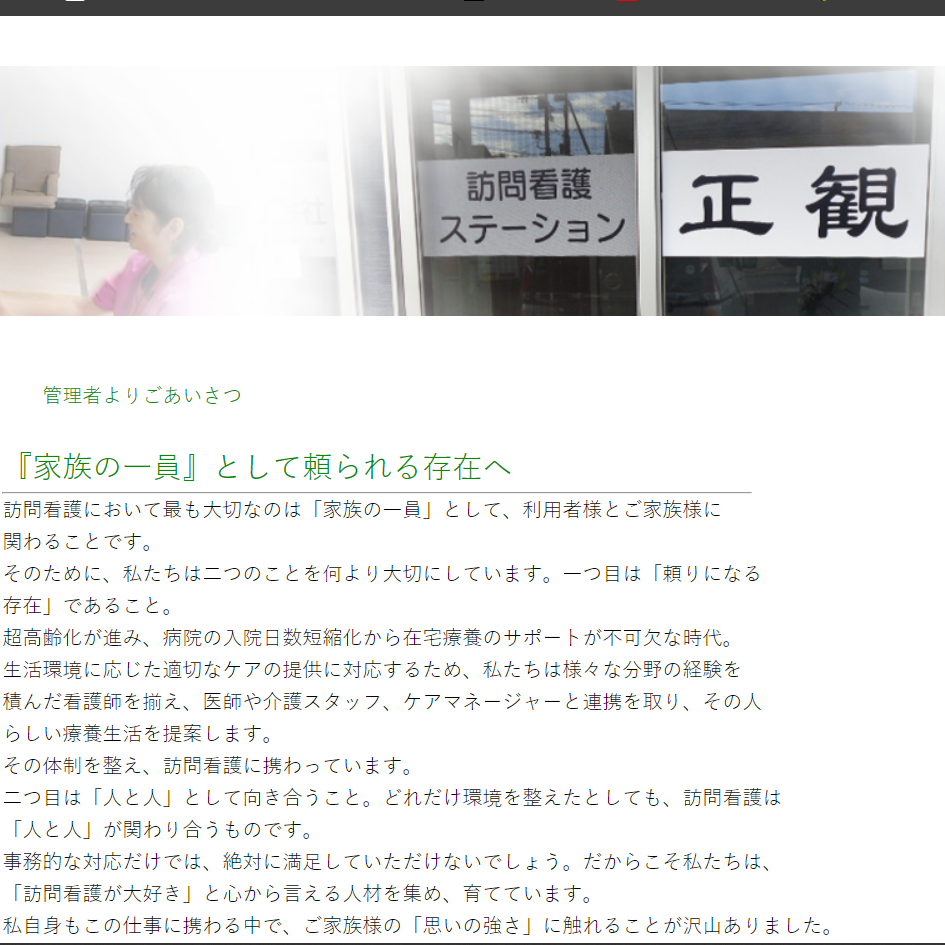 訪問看護
ステーション
正観
管理者よりごあいさつ
『家族の一員』として頼られる存在へ
訪問看護において最も大切なのは「家族の一員」として、利用者様とご家族様に
関わることです。
そのために、私たちは二つのことを何より大切にしています。一つ目は「頼りになる
存在」であること。
超高齢化が進み、病院の入院日数短縮化から在宅療養のサポートが不可欠な時代。
生活環境に応じた適切なケアの提供に対応するため、私たちは様々な分野の経験を
積んだ看護師を揃え、医師や介護スタッフ、ケアマネージャーと連携を取り、その人
らしい療養生活を提案します。
その体制を整え、訪問看護に携わっています。
二つ目は「人と人」として向き合うこと。どれだけ環境を整えたとしても、訪問看護は
「人と人」が関わり合うものです。
事務的な対応だけでは、絶対に満足していただけないでしょう。だからこそ私たちは、
「訪問看護が大好き」と心から言える人材を集め、育てています。
私自身もこの仕事に携わる中で、ご家族様の「思いの強さ」に触れることが沢山ありました。